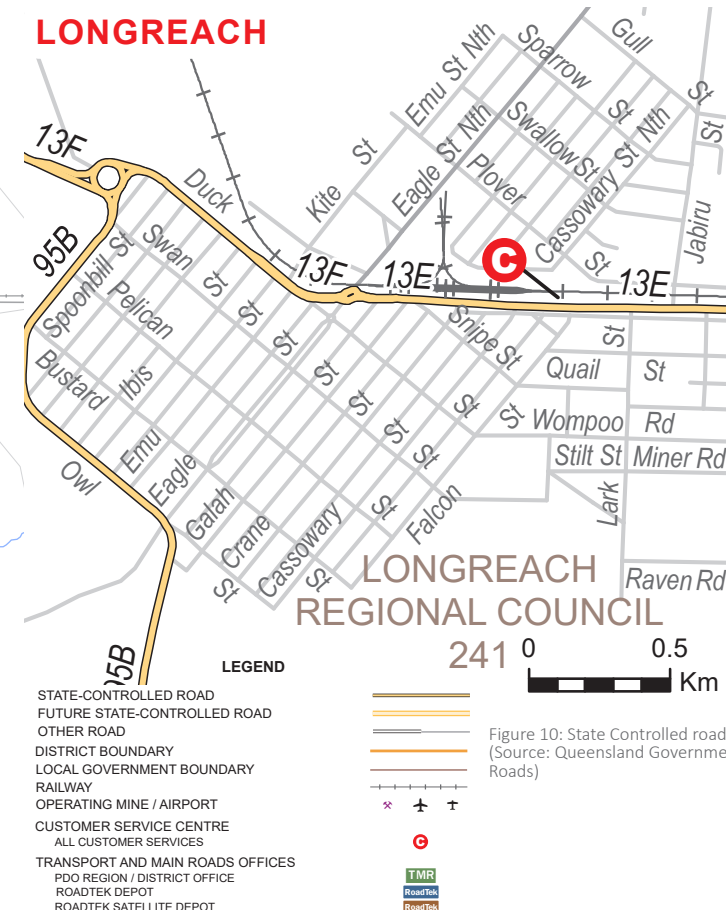 LONGREACH
Gull
St
Sparrow
St
Emu St Nth
Swallow St
St
13F
Duck
Kite St
Eagle St Nth
Plover
St
Cassowary St Nth
Jabiru
95B
Spoonbill St
Swan
St
13F
13E
C
13E
Pelican
St
Snipe St
St
Bustard
Ibis
St
St
Quail St
St
St
St
Wompoo Rd
Owl
Emu
St
St
Stilt St
Miner Rd
Eagle
Galah
Crane
Cassowary
St
Falcon
Lark
St
St
Raven Rd
LONGREACH
REGIONAL COUNCIL
241
95B
0 0.5
Km
LEGEND
STATE-CONTROLLED ROAD
FUTURE STATE-CONTROLLED ROAD
OTHER ROAD
DISTRICT BOUNDARY
LOCAL GOVERNMENT BOUNDARY
RAILWAY
OPERATING MINE / AIRPORT
CUSTOMER SERVICE CENTRE
ALL CUSTOMER SERVICES
C
TRANSPORT AND MAIN ROADS OFFICES
PDO REGION / DISTRICT OFFICE
TMR
ROADTEK DEPOT
RoadTek
ROADTEK SATELLITE DEPOT
RoadTek
Figure 10: State Controlled road
(Source: Queensland Governme
Roads)